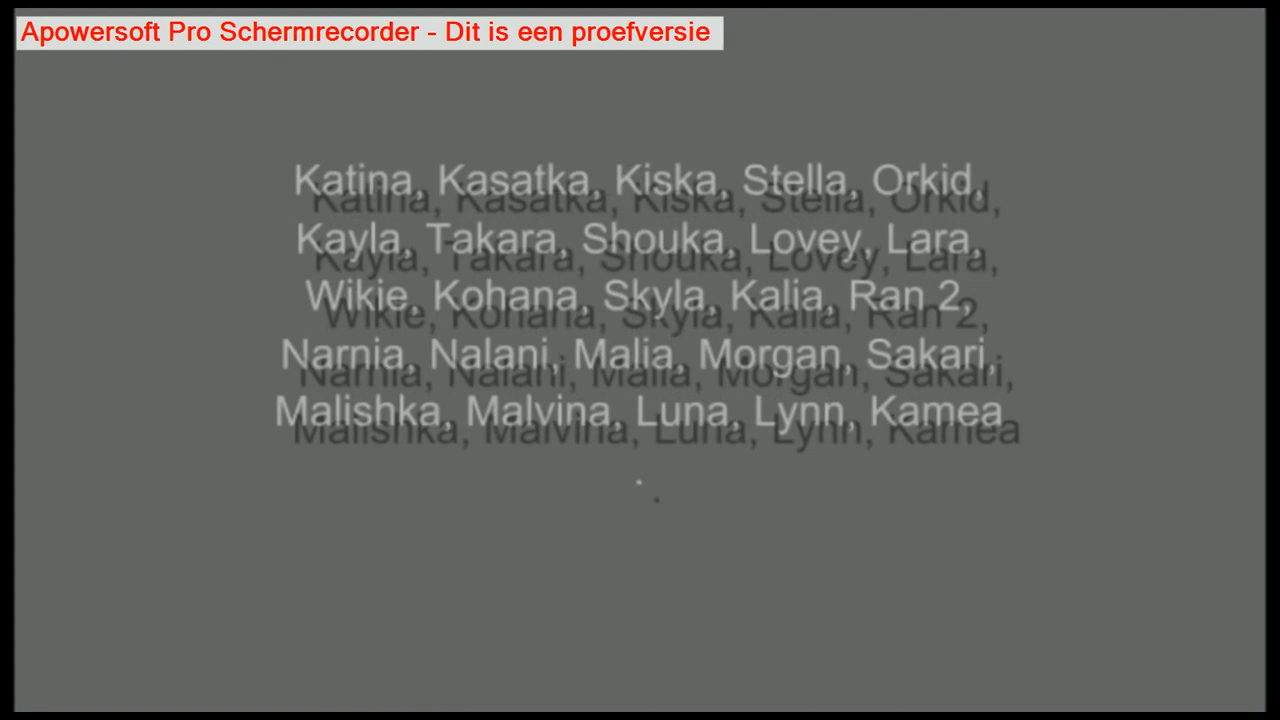 Apowersoft Pro Schermrecorder - Dit is een proefversie
Katina, Kasatka, Kiska, Stella, Orkid,
Kayla, Takara, Shouka, Lovey, Lara,
Wikie, Kohana, Skyla, Kalia, Ran 2,
Narnia, Nalani, Malia, Morgan, Sakari,
Malishka, Malvina, Luna, Lynn, Kamea
.